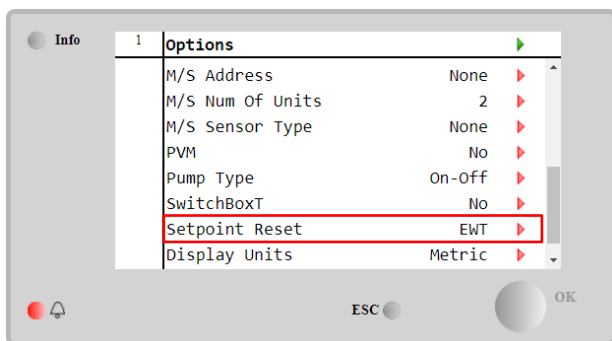 Info
1 Options
M/S Address None
M/S Num Of Units 2
M/S Sensor Type None
PVM No
Pump Type On-Off
SwitchBoxT No
Setpoint Reset EWT
Display Units Metric
ESC
OK